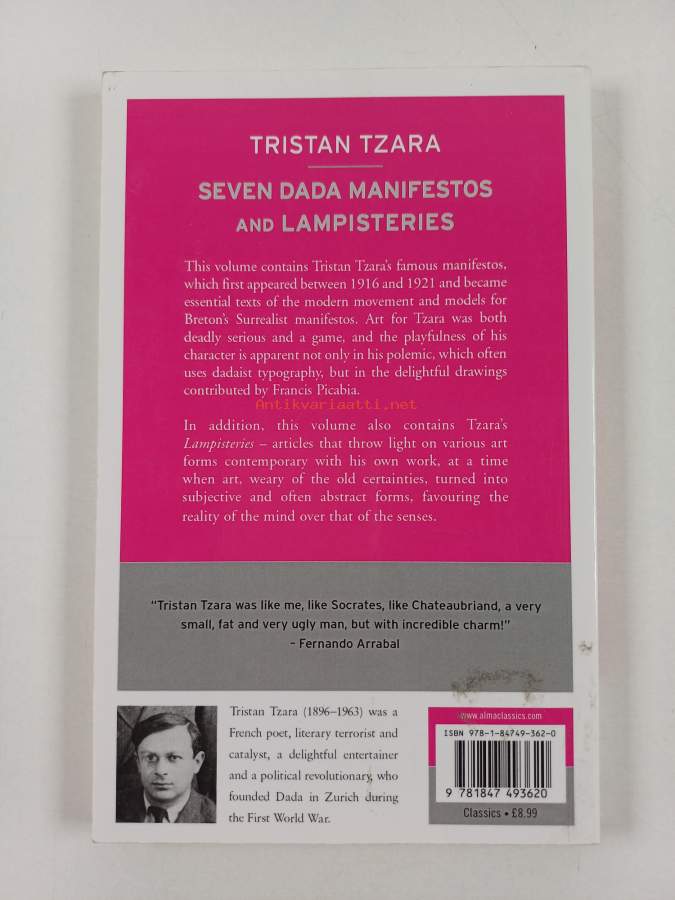 TRISTAN TZARA
SEVEN DADA MANIFESTOS
AND LAMPISTERIES
This volume contains Tristan Tzara's famous manifestos,
which first appeared between 1916 and 1921 and became
essential texts of the modern movement and models for
Breton's Surrealist manifestos. Art for Tzara was both
deadly serious and a game, and the playfulness of his
character is apparent not only in his polemic, which often
uses dadaist typography, but in the delightful drawings
contributed by Francis Picabia.
Antikvariaatti.net
In addition, this volume also contains Tzara's
Lampisteries – articles that throw light on various art
forms contemporary with his own work, at a time
when art, weary of the old certainties, turned into
subjective and often abstract forms, favouring the
reality of the mind over that of the senses.
"Tristan Tzara was like me, like Socrates, like Chateaubriand, a very
small, fat and very ugly man, but with incredible charm!"
– Fernando Arrabal
Tristan Tzara (1896–1963) was a
French poet, literary terrorist and
catalyst, a delightful entertainer
and a political revolutionary, who
founded Dada in Zurich during
the First World War.
www.almaclassics.com
ISBN 978-1-84749-362-0
9 781847 493620
Classics • £8.99